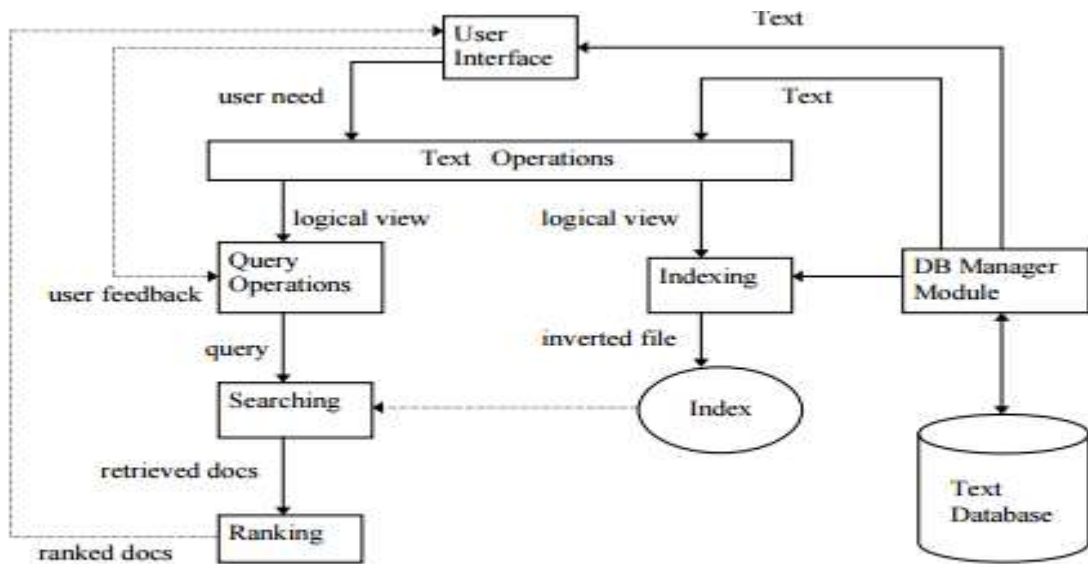 Text
User
Interface
user need
Text
Text Operations
logical view
logical view
Query
Operations
Indexing
DB Manager
Module
user feedback
query
inverted file
Searching
Index
retrieved docs
Text
Database
Ranking
ranked docs